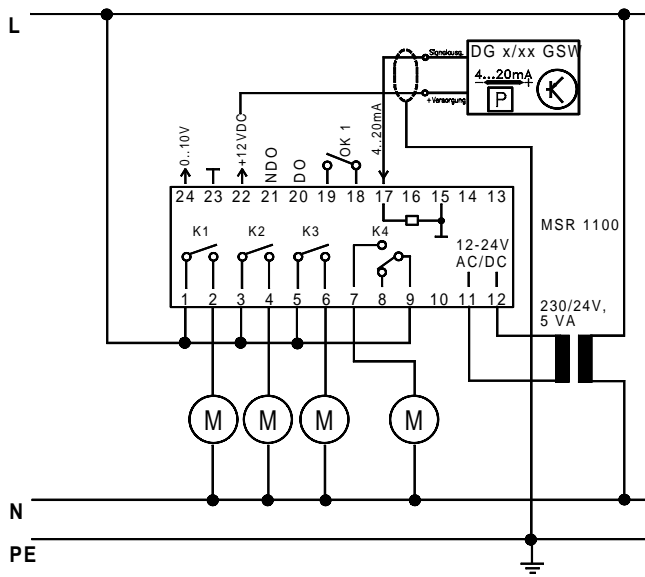 L
Signalausg.
DG x/xx GSW
4...20mA
- +
P
+Versorgung
0..10V
+12VDC
NDO
DO
OK 1
4..20mA
24 23 22 21 20 19 18 17 16 15 14 13
K1 K2 K3 K4
12-24V
AC/DC
MSR 1100
1 2 3 4 5 6 7 8 9 10 11 12
230/24V,
5 VA
M M M M
N
PE